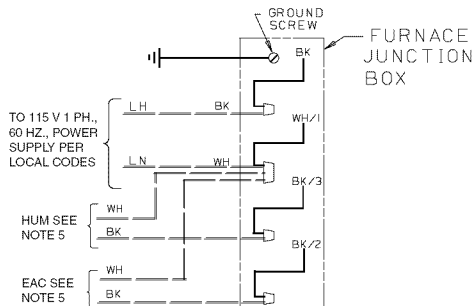 GROUND
SCREW
FURNACE
JUNCTION
BOX
BK
TO 115 V 1 PH.,
60 HZ., POWER
SUPPLY PER
LOCAL CODES
LH
BK
WH/1
LN
WH
BK/3
HUM SEE
NOTE 5
WH
BK
BK/2
EAC SEE
NOTE 5
WH
BK